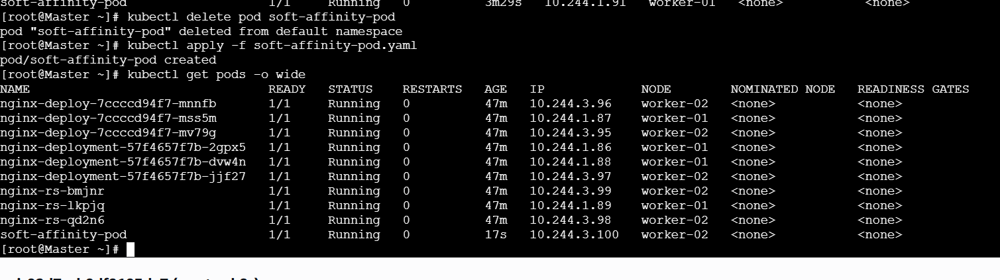 soft-affinity-pod 1/1 Running 0 3m29s 10.244.1.91 worker-01 <none> <none>
[root@Master ~]# kubectl delete pod soft-affinity-pod
pod "soft-affinity-pod" deleted from default namespace
[root@Master ~]# kubectl apply -f soft-affinity-pod.yaml
pod/soft-affinity-pod created
[root@Master ~]# kubectl get pods -o wide
NAME READY STATUS RESTARTS AGE IP NODE NOMINATED NODE READINESS GATES
nginx-deploy-7ccccd94f7-mnnfb 1/1 Running 0 47m 10.244.3.96 worker-02 <none> <none>
nginx-deploy-7ccccd94f7-mss5m 1/1 Running 0 47m 10.244.1.87 worker-01 <none> <none>
nginx-deploy-7ccccd94f7-mv79g 1/1 Running 0 47m 10.244.3.95 worker-02 <none> <none>
nginx-deployment-57f4657f7b-2gpx5 1/1 Running 0 47m 10.244.1.86 worker-01 <none> <none>
nginx-deployment-57f4657f7b-dvw4n 1/1 Running 0 47m 10.244.1.88 worker-01 <none> <none>
nginx-deployment-57f4657f7b-jjf27 1/1 Running 0 47m 10.244.3.97 worker-02 <none> <none>
nginx-rs-bmjnr 1/1 Running 0 47m 10.244.3.99 worker-02 <none> <none>
nginx-rs-lkpjq 1/1 Running 0 47m 10.244.1.89 worker-01 <none> <none>
nginx-rs-qd2n6 1/1 Running 0 47m 10.244.3.98 worker-02 <none> <none>
soft-affinity-pod 1/1 Running 0 17s 10.244.3.100 worker-02 <none> <none>
[root@Master ~]#